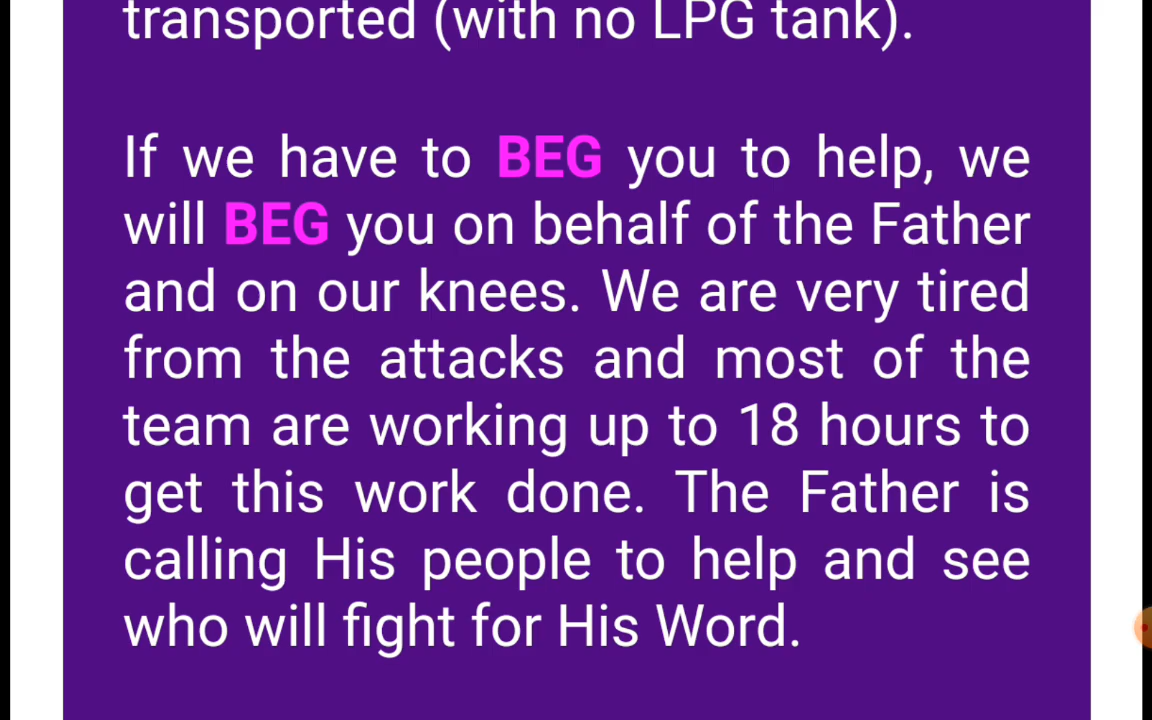 transported (with no LPG tank).
If we have to BEG you to help, we
will BEG you on behalf of the Father
and on our knees. We are very tired
from the attacks and most of the
team are working up to 18 hours to
get this work done. The Father is
calling His people to help and see
who will fight for His Word.